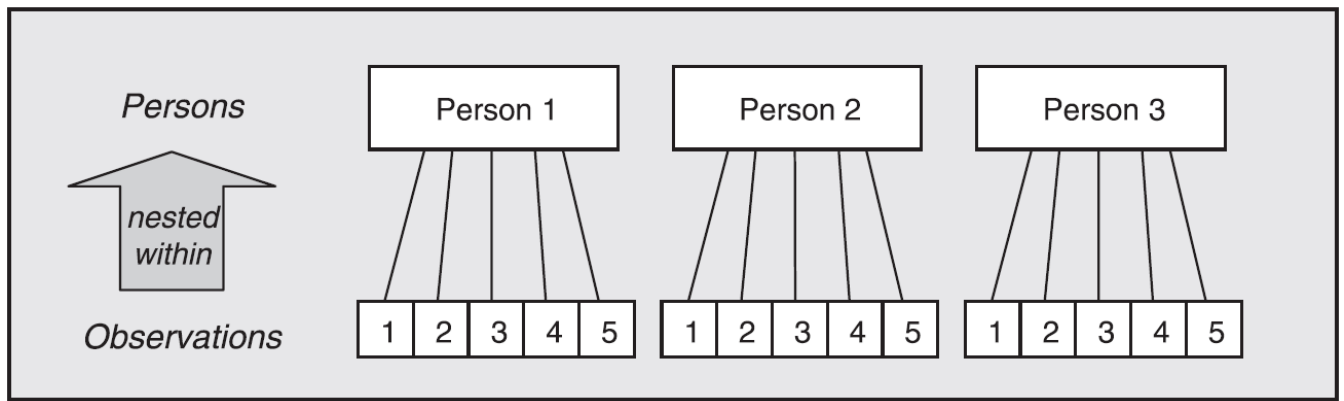 Persons
Person 1
Person 2
Person 3
nested
within
Observations
1 2 3 4 5
1 2 3 4 5
1 2 3 4 5